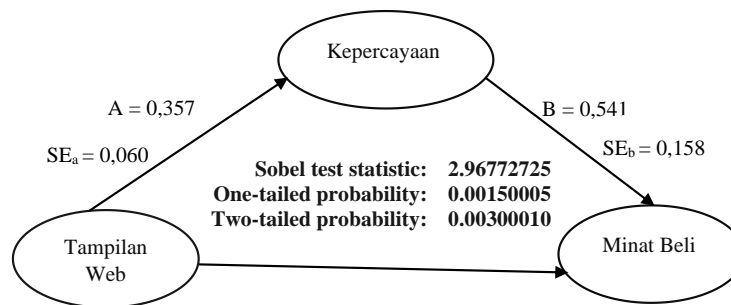 Kepercayaan
A = 0,357
B = 0,541
SEa = 0,060
SEb = 0,158
Sobel test statistic: 2.96772725
One-tailed probability: 0.00150005
Two-tailed probability: 0.00300010
Tampilan
Web
Minat Beli